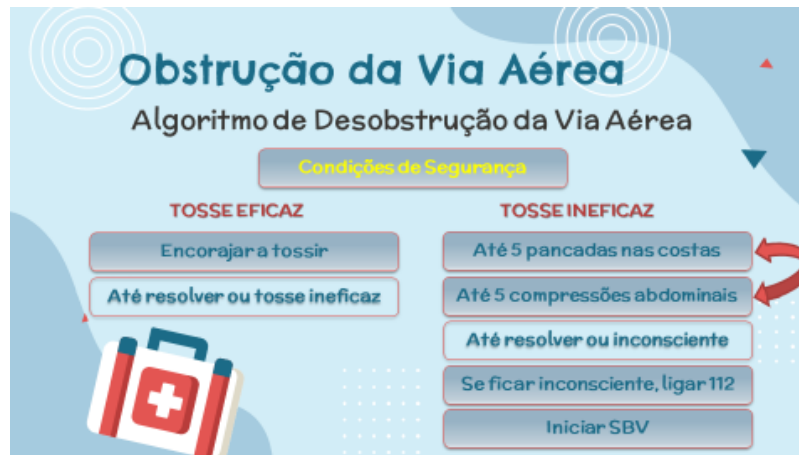 Obstrução da Via Aérea
Algoritmo de Desobstrução da Via Aérea
Condições de Segurança
TOSSE EFICAZ
Encorajar a tossir
Até resolver ou tosse ineficaz
TOSSE INEFICAZ
Até 5 pancadas nas costas
Até 5 compressões abdominais
Até resolver ou inconsciente
Se ficar inconsciente, ligar 112
Iniciar SBV